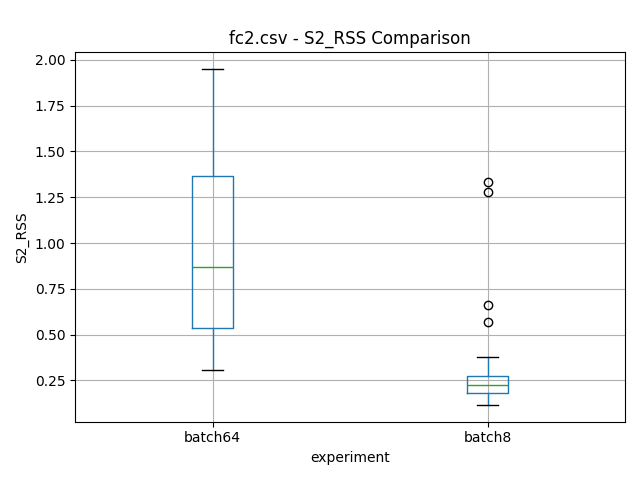 fc2.csv - S2_RSS Comparison
2.00
1.75
1.50
1.25
1.00
0.75
0.50
0.25
S2_RSS
batch64
batch8
experiment